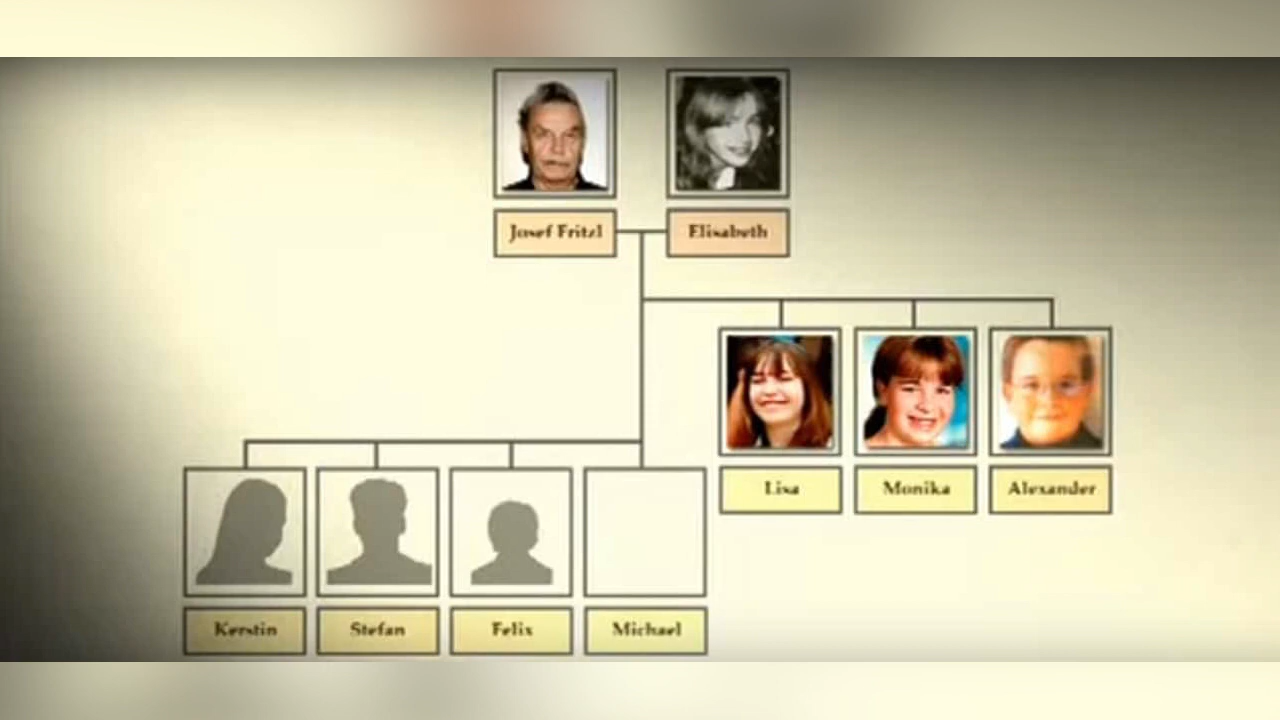 Josef Fritzl
Elisabeth
Lisa
Monika
Alexander
Kerstin
Stefan
Felix
Michael